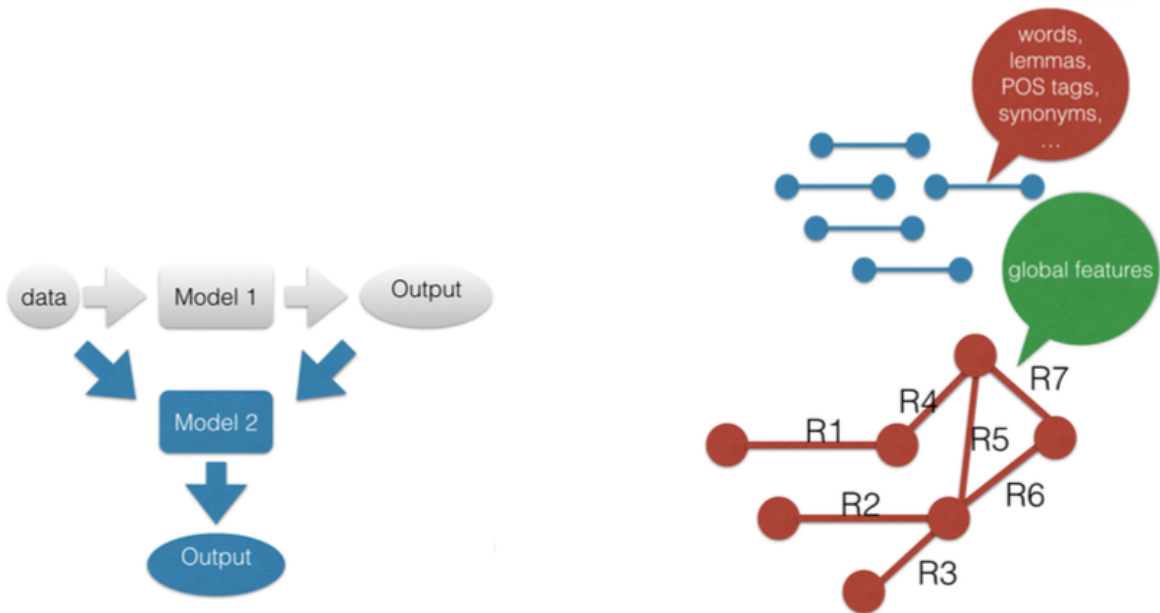 data
Model 1
Output
Model 2
Output
words,
lemmas,
POS tags,
synonyms,
...
global features
R7
R4
R1
R5
R6
R2
R3